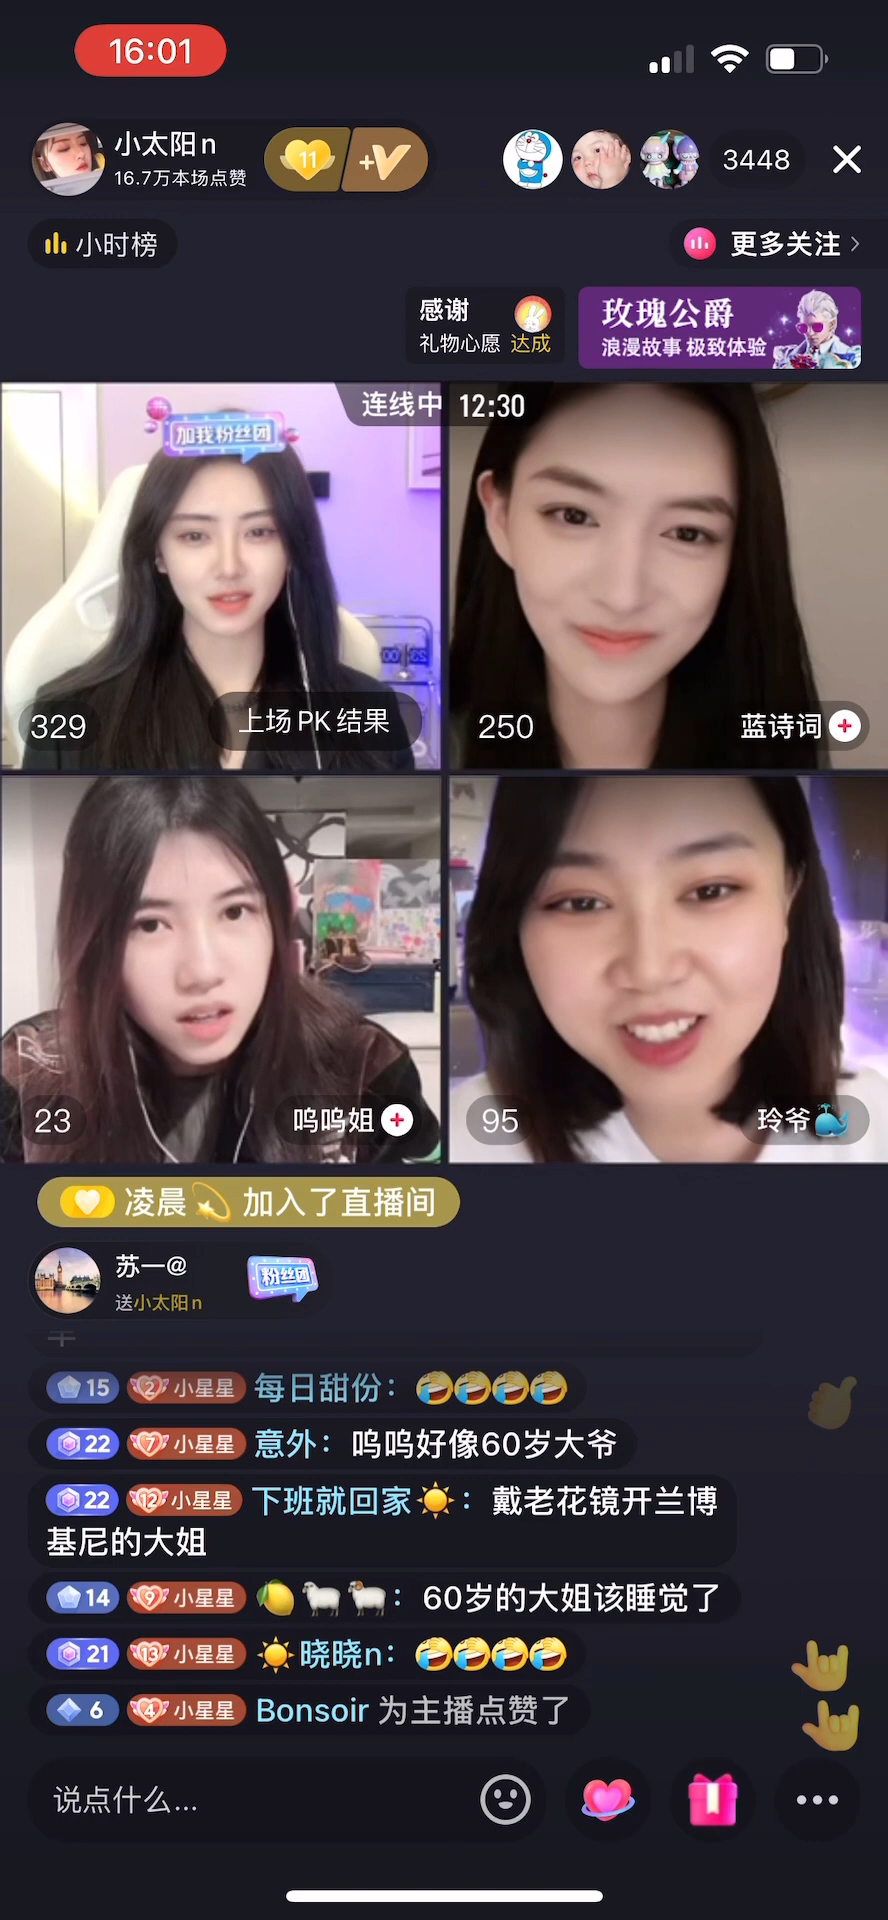 16:01
小太阳n
16.7万本场点赞
11
+
3448
小时榜
更多关注
感谢
礼物心愿 达成
玫瑰公爵
浪漫故事 极致体验
连线中 12:30
加我粉丝团
329
上场PK结果
250
蓝诗词
23
呜呜姐
95
玲爷🐳
凌晨💫 加入了直播间
苏一@
送小太阳n
粉丝团
15 2 小星星 每日甜份：🤣🤣🤣🤣
22 7 小星星 意外：呜呜好像60岁大爷
22 12 小星星 下班就回家☀️：戴老花镜开兰博
基尼的大姐
14 9 小星星 🍋🐑🐏：60岁的大姐该睡觉了
21 13 小星星 ☀️晓晓n：🤣🤣🤣🤣
6 4 小星星 Bonsoir 为主播点赞了
说点什么...